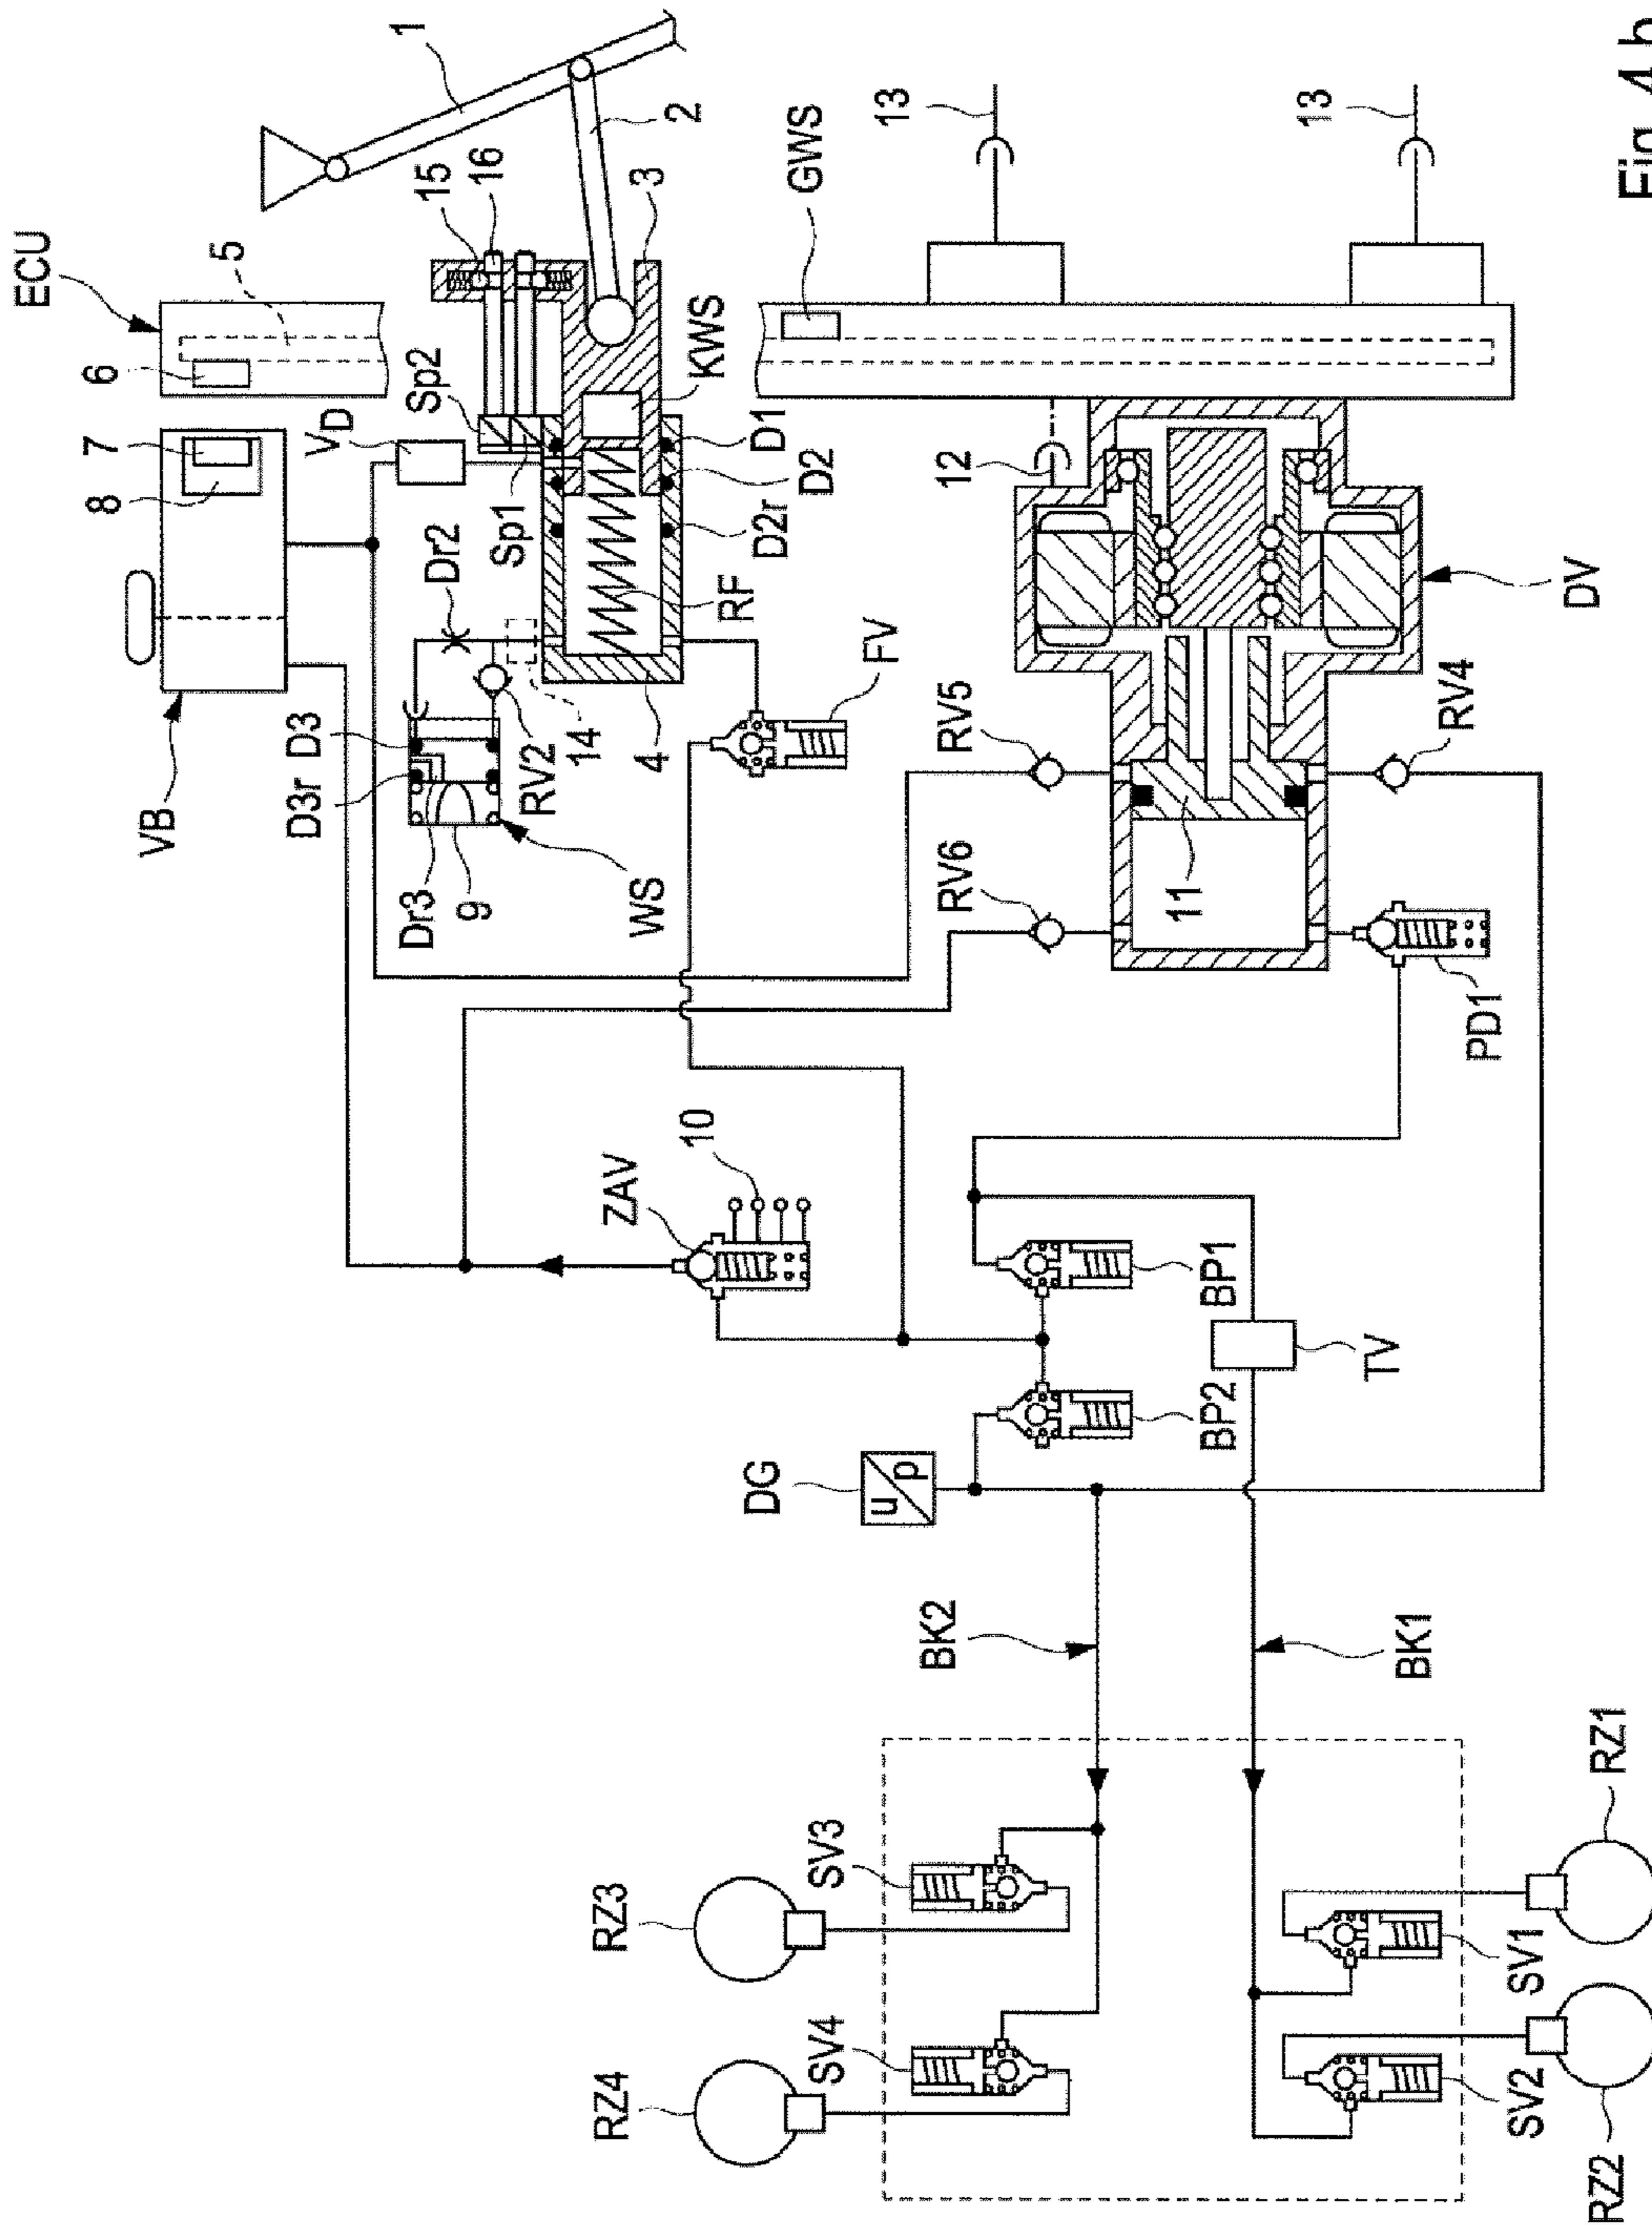 ECU
1
5
6
7
8
VB
VD
Sp2
15
16
2
3
Dr2
Sp1
KWS
GWS
13
D3
D3r
D1
D2
D2r
RF
12
Dr3
9
RV2
14
4
FV
WS
RV5
DV
13
RV6
11
RV4
ZAV
10
PD1
BP1
TV
BP2
DG
u
p
BK2
BK1
RZ3
SV3
RZ1
SV1
RZ4
SV4
SV2
RZ2
Fig. 4 b